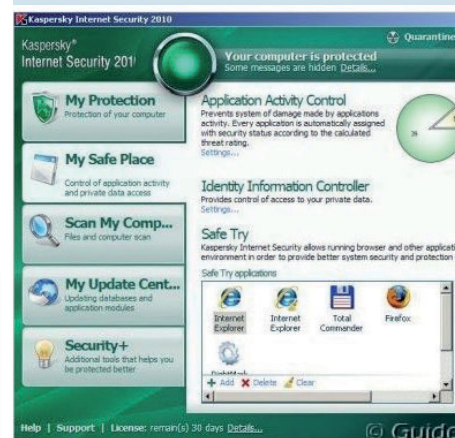 Kaspersky Internet Security 2010
Quarantine
Kaspersky
Internet Security 201
Your computer is protected
Some messages are hidden Details...
My Protection
Protection of your computer
My Safe Place
Control of application activity
and private data access
Scan My Comp...
Files and computer scan
My Update Cent...
Updating databases and
application modules
Security+
Additional tools that helps you
be protected better
Application Activity Control
Prevents system of damage made by applications
activity. Every application is automatically assigned
with security status according to the calculated
threat rating.
Settings...
Identity Information Controller
Provides control of access to your private data.
Settings...
Safe Try
Kaspersky Internet Security allows running browser and other applicati
environment in order to provide better system security and protection
Safe Try applications
Internet Explorer
Internet Explorer
Total Commander
Firefox
+ Add Delete Clear
Help | Support | License: remain(s) 30 days Details...
© Guide